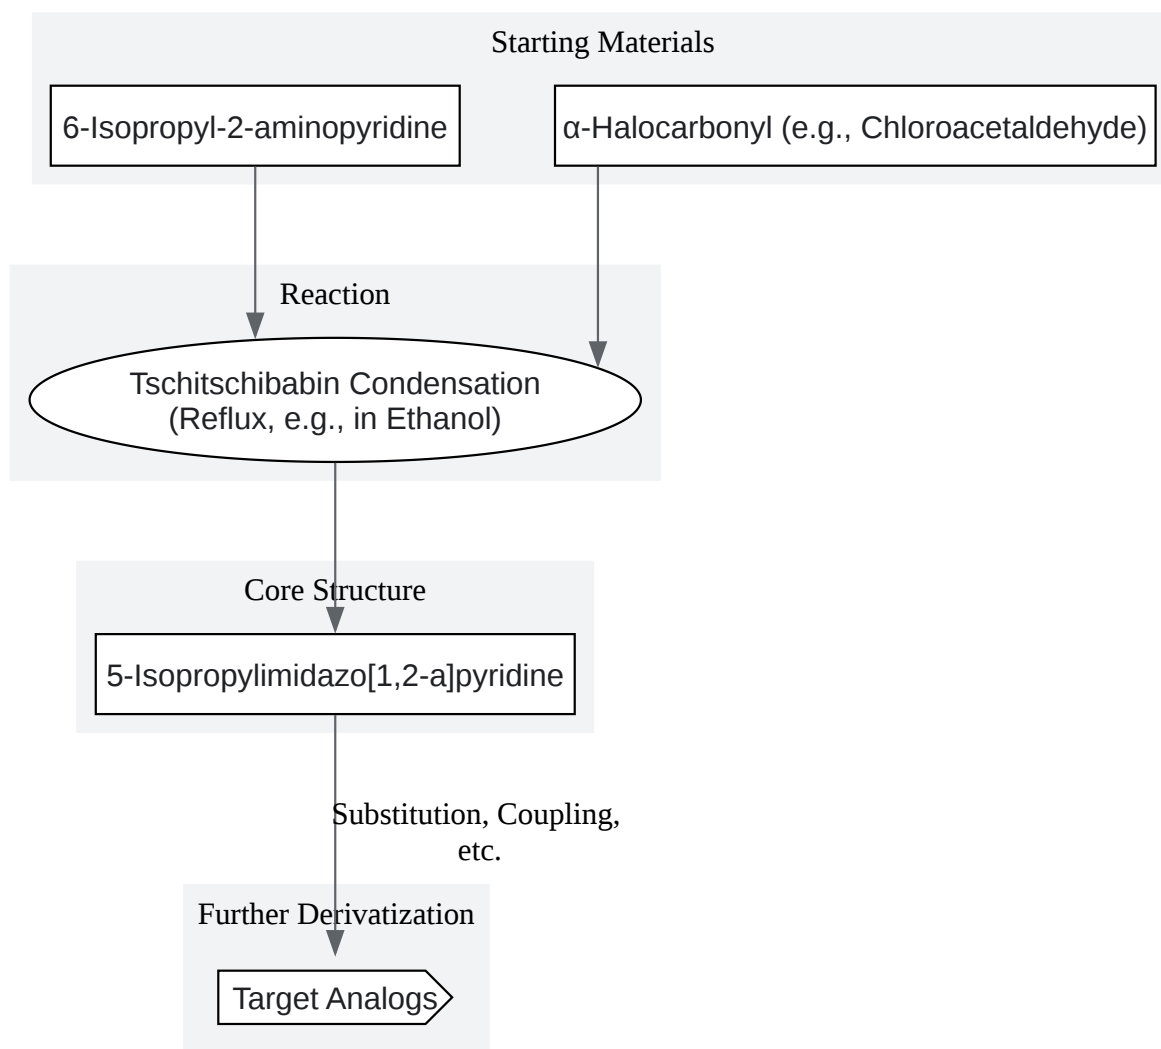 Starting Materials
6-Isopropyl-2-aminopyridine
α-Halocarbonyl (e.g., Chloroacetaldehyde)
Reaction
Tschitschibabin Condensation
(Reflux, e.g., in Ethanol)
Core Structure
5-Isopropylimidazo[1,2-a]pyridine
Substitution, Coupling,
etc.
Further Derivatization
Target Analogs